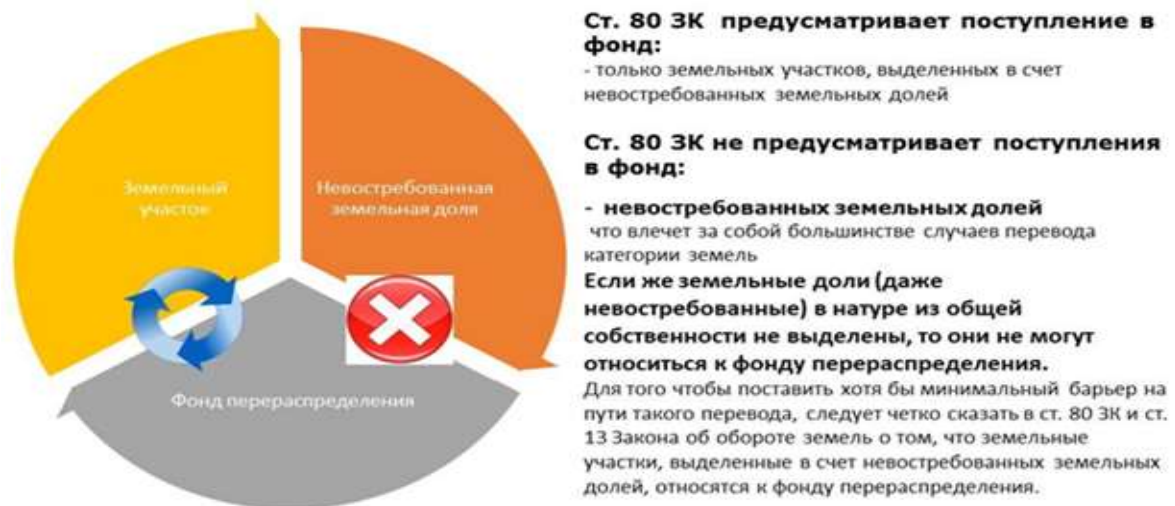 Земельный
участок
Невостребованная
земельная доля
Фонд перераспределения
Ст. 80 ЗК предусматривает поступление в
фонд:
- только земельных участков, выделенных в счет
невостребованных земельных долей
Ст. 80 ЗК не предусматривает поступления
в фонд:
- невостребованных земельных долей
что влечет за собой большинстве случаев перевода
категории земель
Если же земельные доли (даже
невостребованные) в натуре из общей
собственности не выделены, то они не могут
относиться к фонду перераспределения.
Для того чтобы поставить хотя бы минимальный барьер на
пути такого перевода, следует четко сказать в ст. 80 ЗК и ст.
13 Закона об обороте земель о том, что земельные
участки, выделенные в счет невостребованных земельных
долей, относятся к фонду перераспределения.